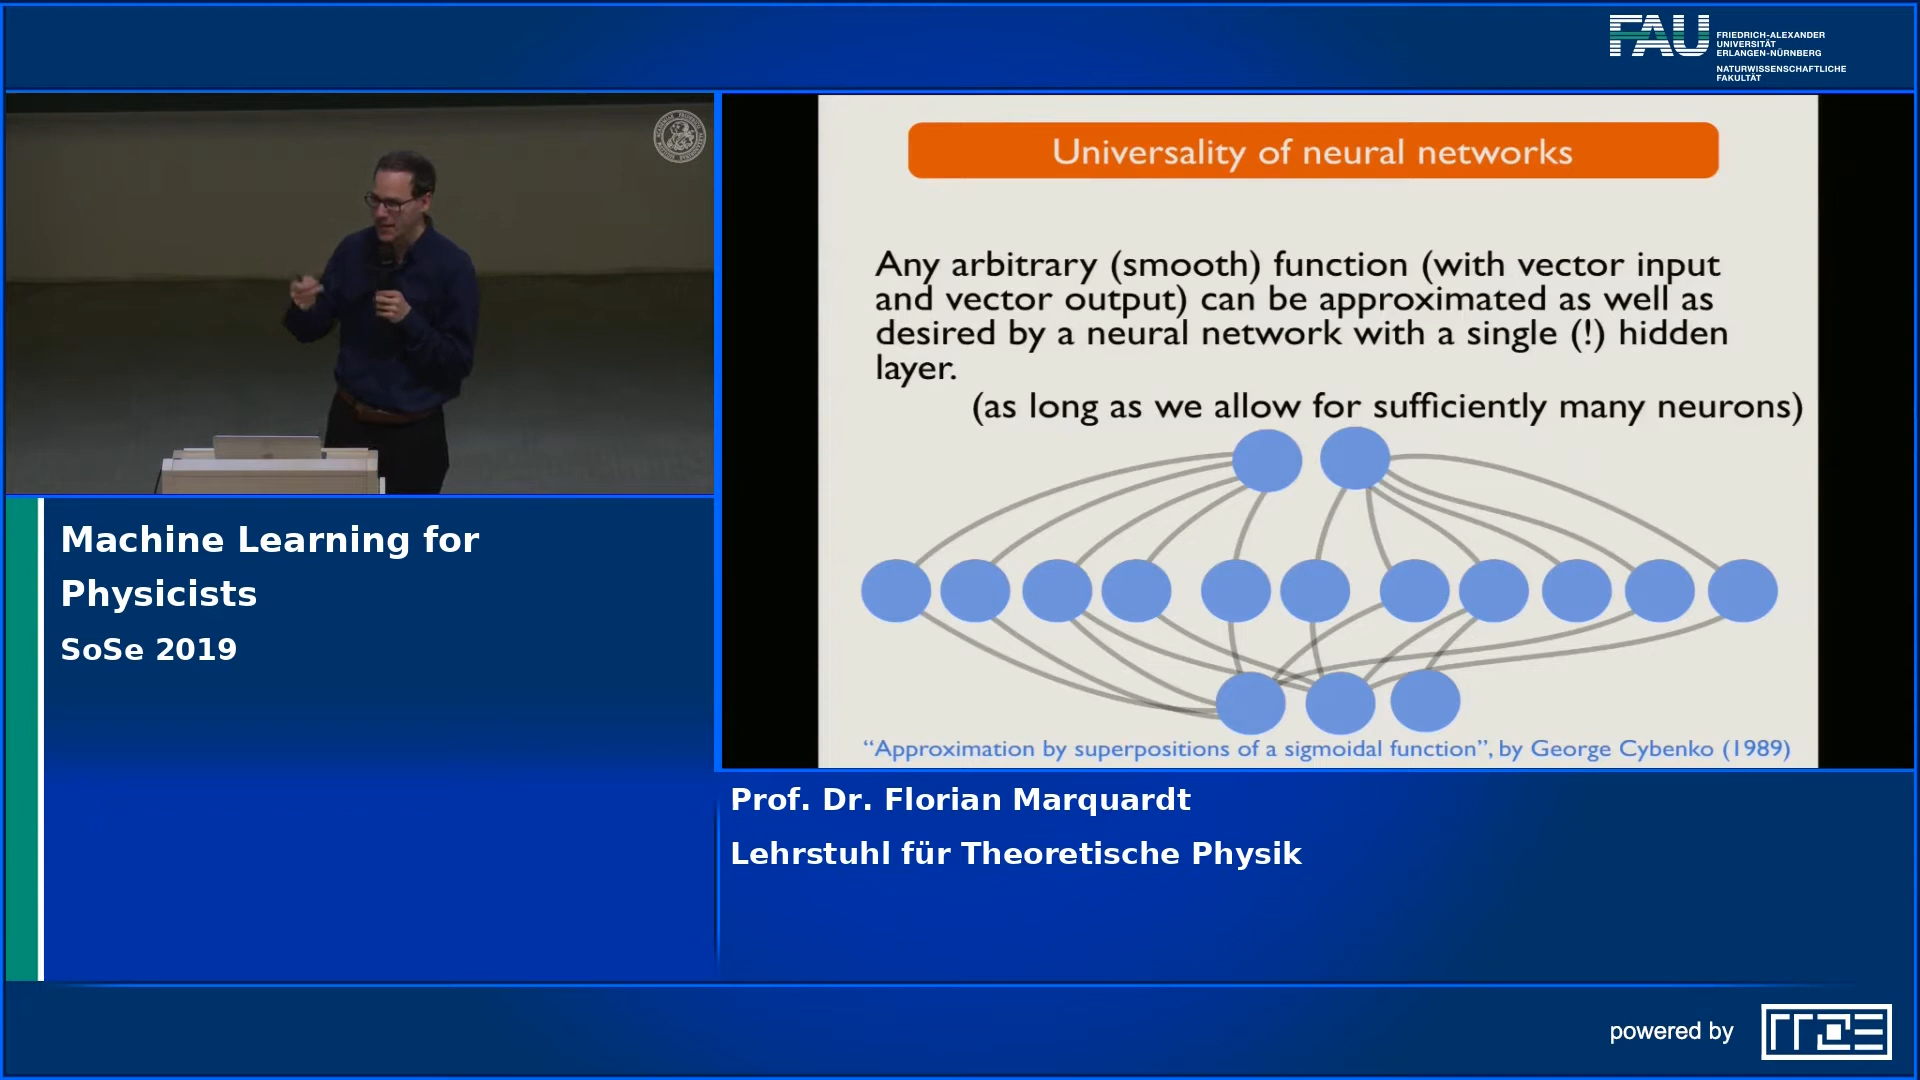 FAU
FRIEDRICH-ALEXANDER
UNIVERSITÄT
ERLANGEN-NÜRNBERG
NATURWISSENSCHAFTLICHE
FAKULTÄT
Universality of neural networks
Any arbitrary (smooth) function (with vector input
and vector output) can be approximated as well as
desired by a neural network with a single (!) hidden
layer.
(as long as we allow for sufficiently many neurons)
“Approximation by superpositions of a sigmoidal function”, by George Cybenko (1989)
Machine Learning for
Physicists
SoSe 2019
Prof. Dr. Florian Marquardt
Lehrstuhl für Theoretische Physik
powered by